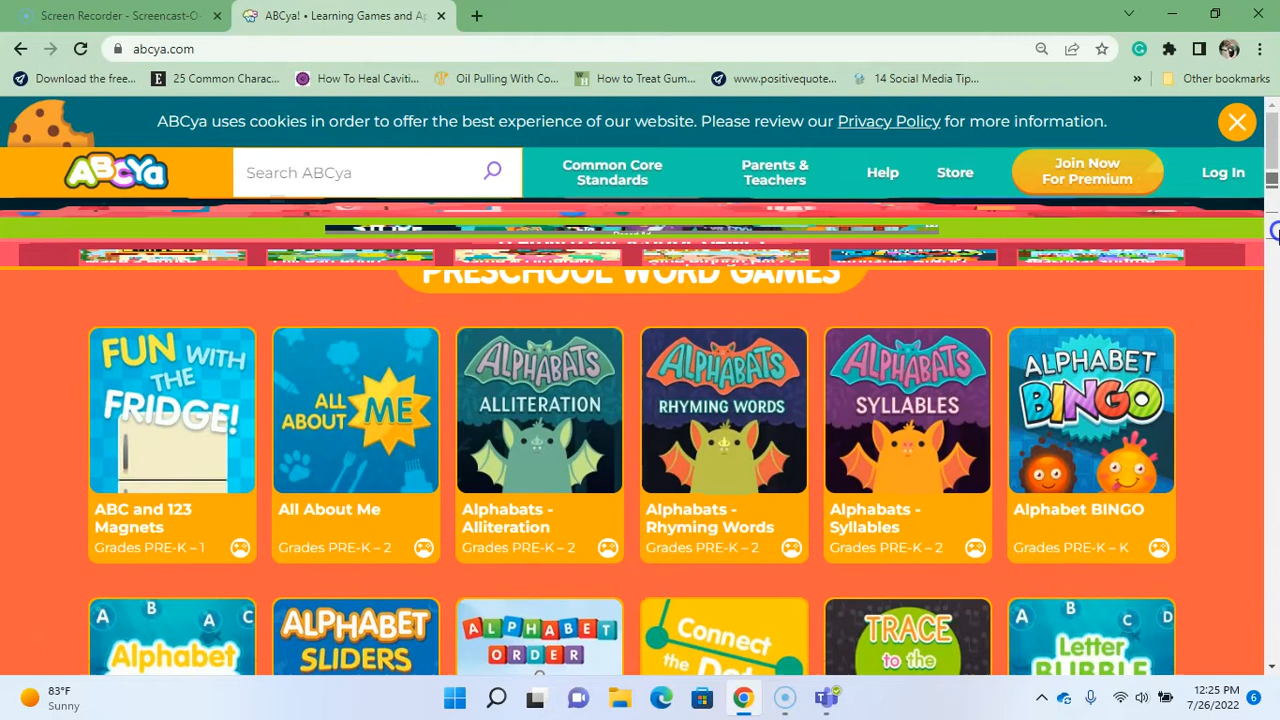 Screen Recorder - Screencast-O-
ABCya! • Learning Games and Ap
abcya.com
Download the free...
25 Common Charac...
How To Heal Caviti...
Oil Pulling With Co...
How to Treat Gum...
www.positivequote...
14 Social Media Tip...
»
Other bookmarks
ABCya uses cookies in order to offer the best experience of our website. Please review our Privacy Policy for more information.
ABCYa
Search ABCya
Common Core
Standards
Parents &
Teachers
Help
Store
Join Now
For Premium
Log In
PRESCHOOL WORD GAMES
FUN WITH
THE
FRIDGE!
ABC and 123
Magnets
Grades PRE-K – 1
ALL
ABOUT
ME
All About Me
Grades PRE-K – 2
ALPHABATS
ALLITERATION
Alphabats -
Alliteration
Grades PRE-K – 2
ALPHABATS
RHYMING WORDS
Alphabats -
Rhyming Words
Grades PRE-K – 2
ALPHABATS
SYLLABLES
Alphabats -
Syllables
Grades PRE-K – 2
ALPHABET
BINGO
Alphabet BINGO
Grades PRE-K – K
A B A C
Alphabet
ALPHABET
SLIDERS
ALPHABET
ORDER
Connect
the Dot
TRACE
to the
A B C D
Letter
BUBBLE
83°F
Sunny
12:25 PM
7/26/2022
6